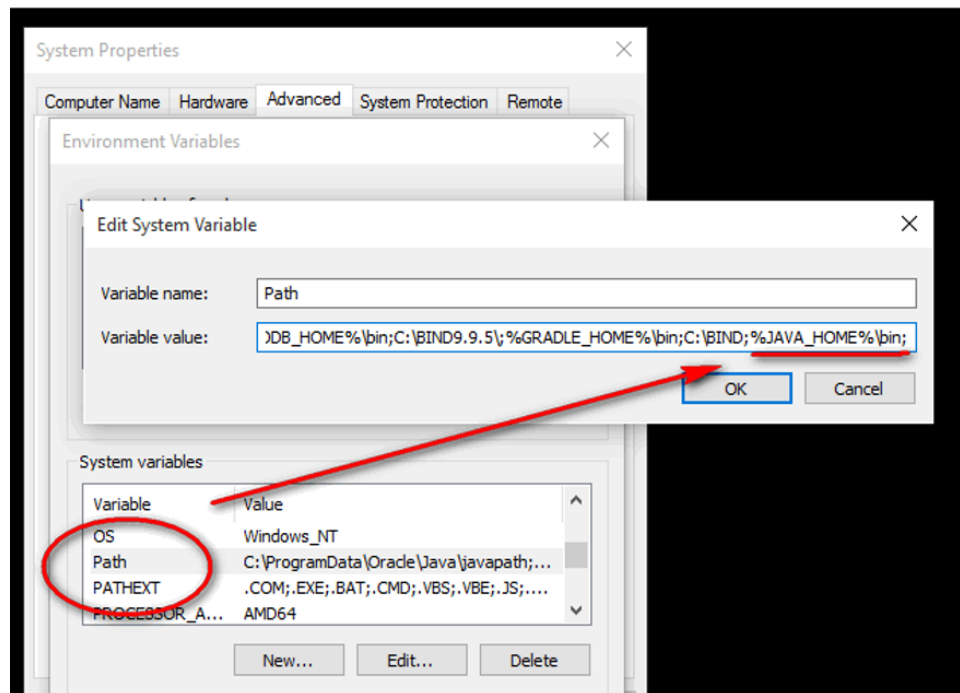 System Properties
Computer Name Hardware Advanced System Protection Remote
Environment Variables
Edit System Variable
Variable name: Path
Variable value: DB_HOME%\bin;C:\BIND9.9.5\;%GRADLE_HOME%\bin;C:\BIND;%JAVA_HOME%\bin;
OK Cancel
System variables
Variable Value
OS Windows_NT
Path C:\ProgramData\Oracle\Java\javapath;...
PATHEXT .COM;.EXE;.BAT;.CMD;.VBS;.VBE;.JS;....
PROCESSOR_A... AMD64
New... Edit... Delete